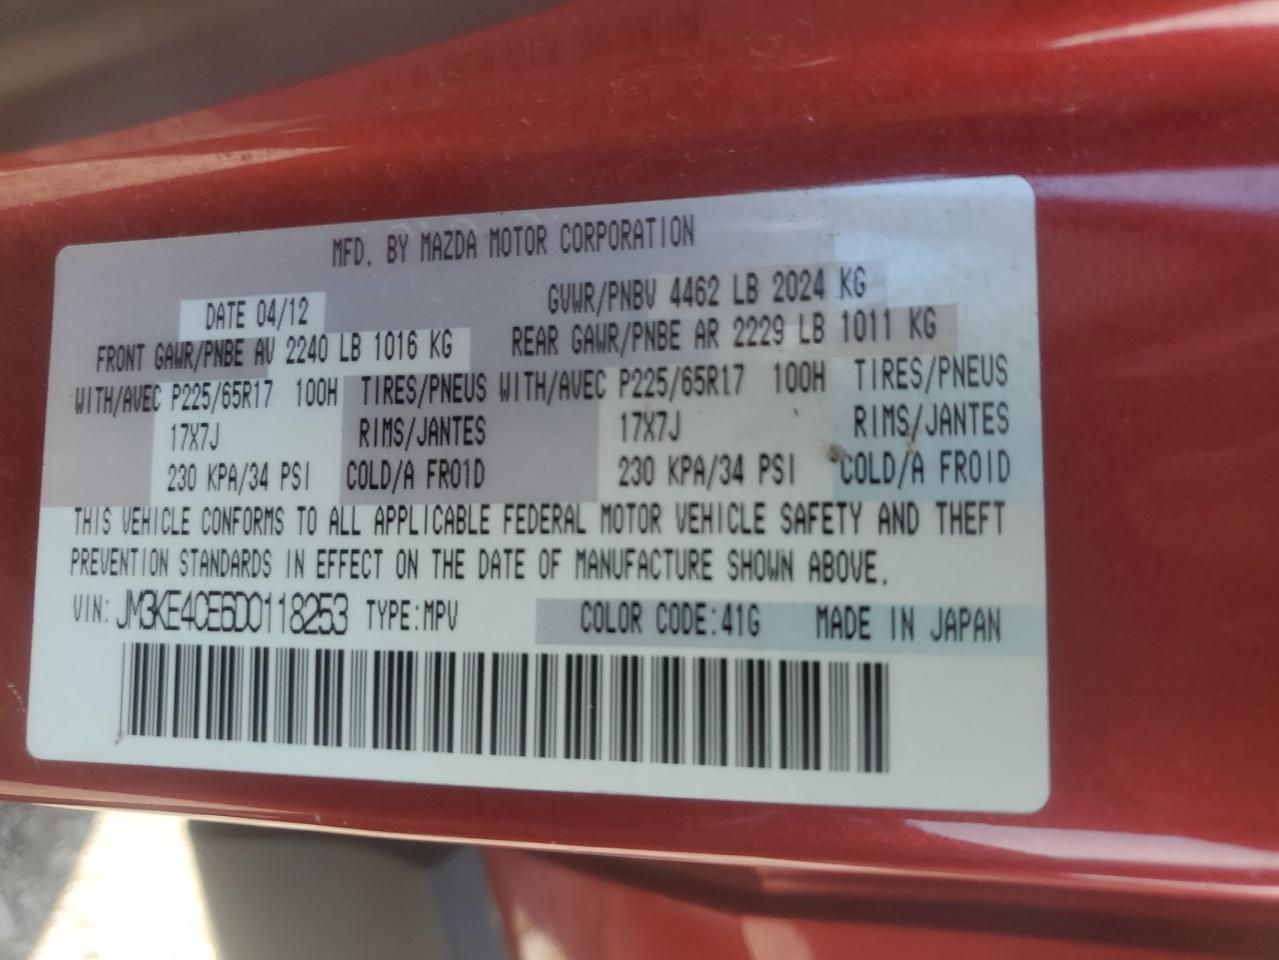 MFD. BY MAZDA MOTOR CORPORATION
DATE 04/12 GVWR/PNBV 4462 LB 2024 KG
FRONT GAWR/PNBE AV 2240 LB 1016 KG REAR GAWR/PNBE AR 2229 LB 1011 KG
WITH/AVEC P225/65R17 100H TIRES/PNEUS WITH/AVEC P225/65R17 100H TIRES/PNEUS
17X7J RIMS/JANTES 17X7J RIMS/JANTES
230 KPA/34 PSI COLD/A FROID 230 KPA/34 PSI COLD/A FROID
THIS VEHICLE CONFORMS TO ALL APPLICABLE FEDERAL MOTOR VEHICLE SAFETY AND THEFT
PREVENTION STANDARDS IN EFFECT ON THE DATE OF MANUFACTURE SHOWN ABOVE.
VIN: JM3KE4CE6D0118253 TYPE:MPV COLOR CODE:41G MADE IN JAPAN